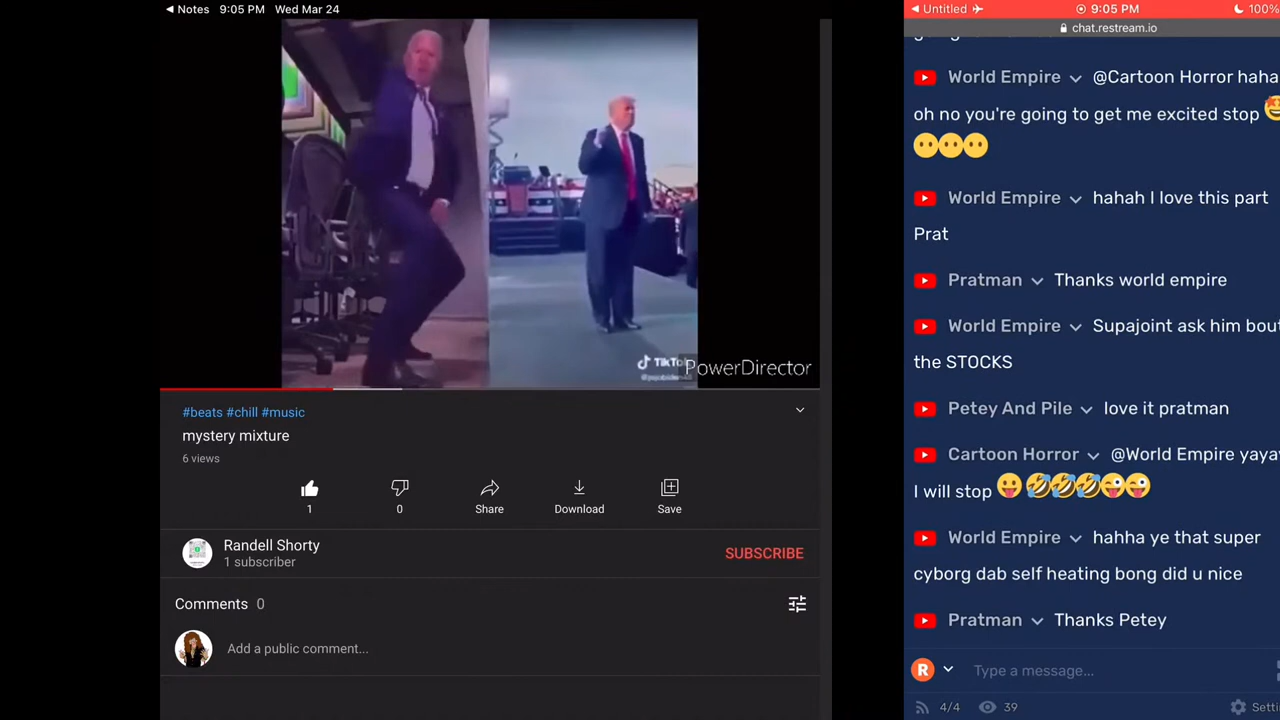 Notes 9:05 PM Wed Mar 24
TikTok
PowerDirector
#beats #chill #music
mystery mixture
6 views
1
0
Share
Download
Save
Randell Shorty
1 subscriber
SUBSCRIBE
Comments 0
Add a public comment...
Untitled 9:05 PM 100%
chat.restream.io
World Empire @Cartoon Horror haha
oh no you're going to get me excited stop
World Empire hahah I love this part
Prat
Pratman Thanks world empire
World Empire Supajoint ask him bout
the STOCKS
Petey And Pile love it pratman
Cartoon Horror @World Empire yaya
I will stop
World Empire hahha ye that super
cyborg dab self heating bong did u nice
Pratman Thanks Petey
R Type a message...
4/4 39 Setti